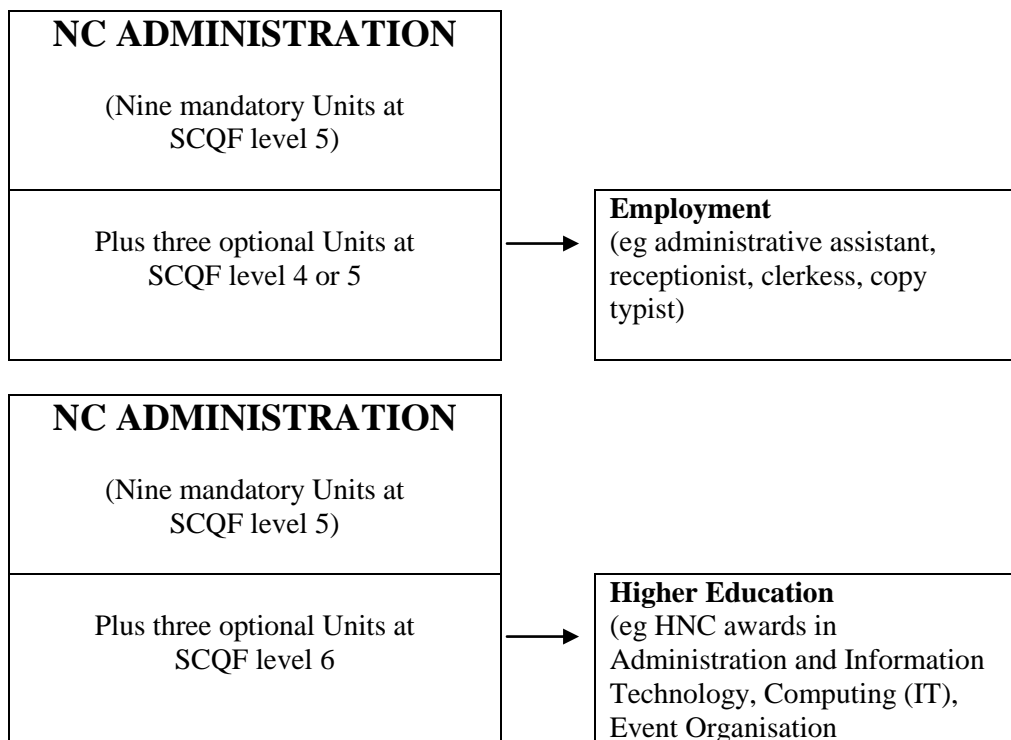 NC ADMINISTRATION
(Nine mandatory Units at
SCQF level 5)
Plus three optional Units at
SCQF level 4 or 5
Employment
(eg administrative assistant,
receptionist, clerkess, copy
typist)
NC ADMINISTRATION
(Nine mandatory Units at
SCQF level 5)
Plus three optional Units at
SCQF level 6
Higher Education
(eg HNC awards in
Administration and Information
Technology, Computing (IT),
Event Organisation